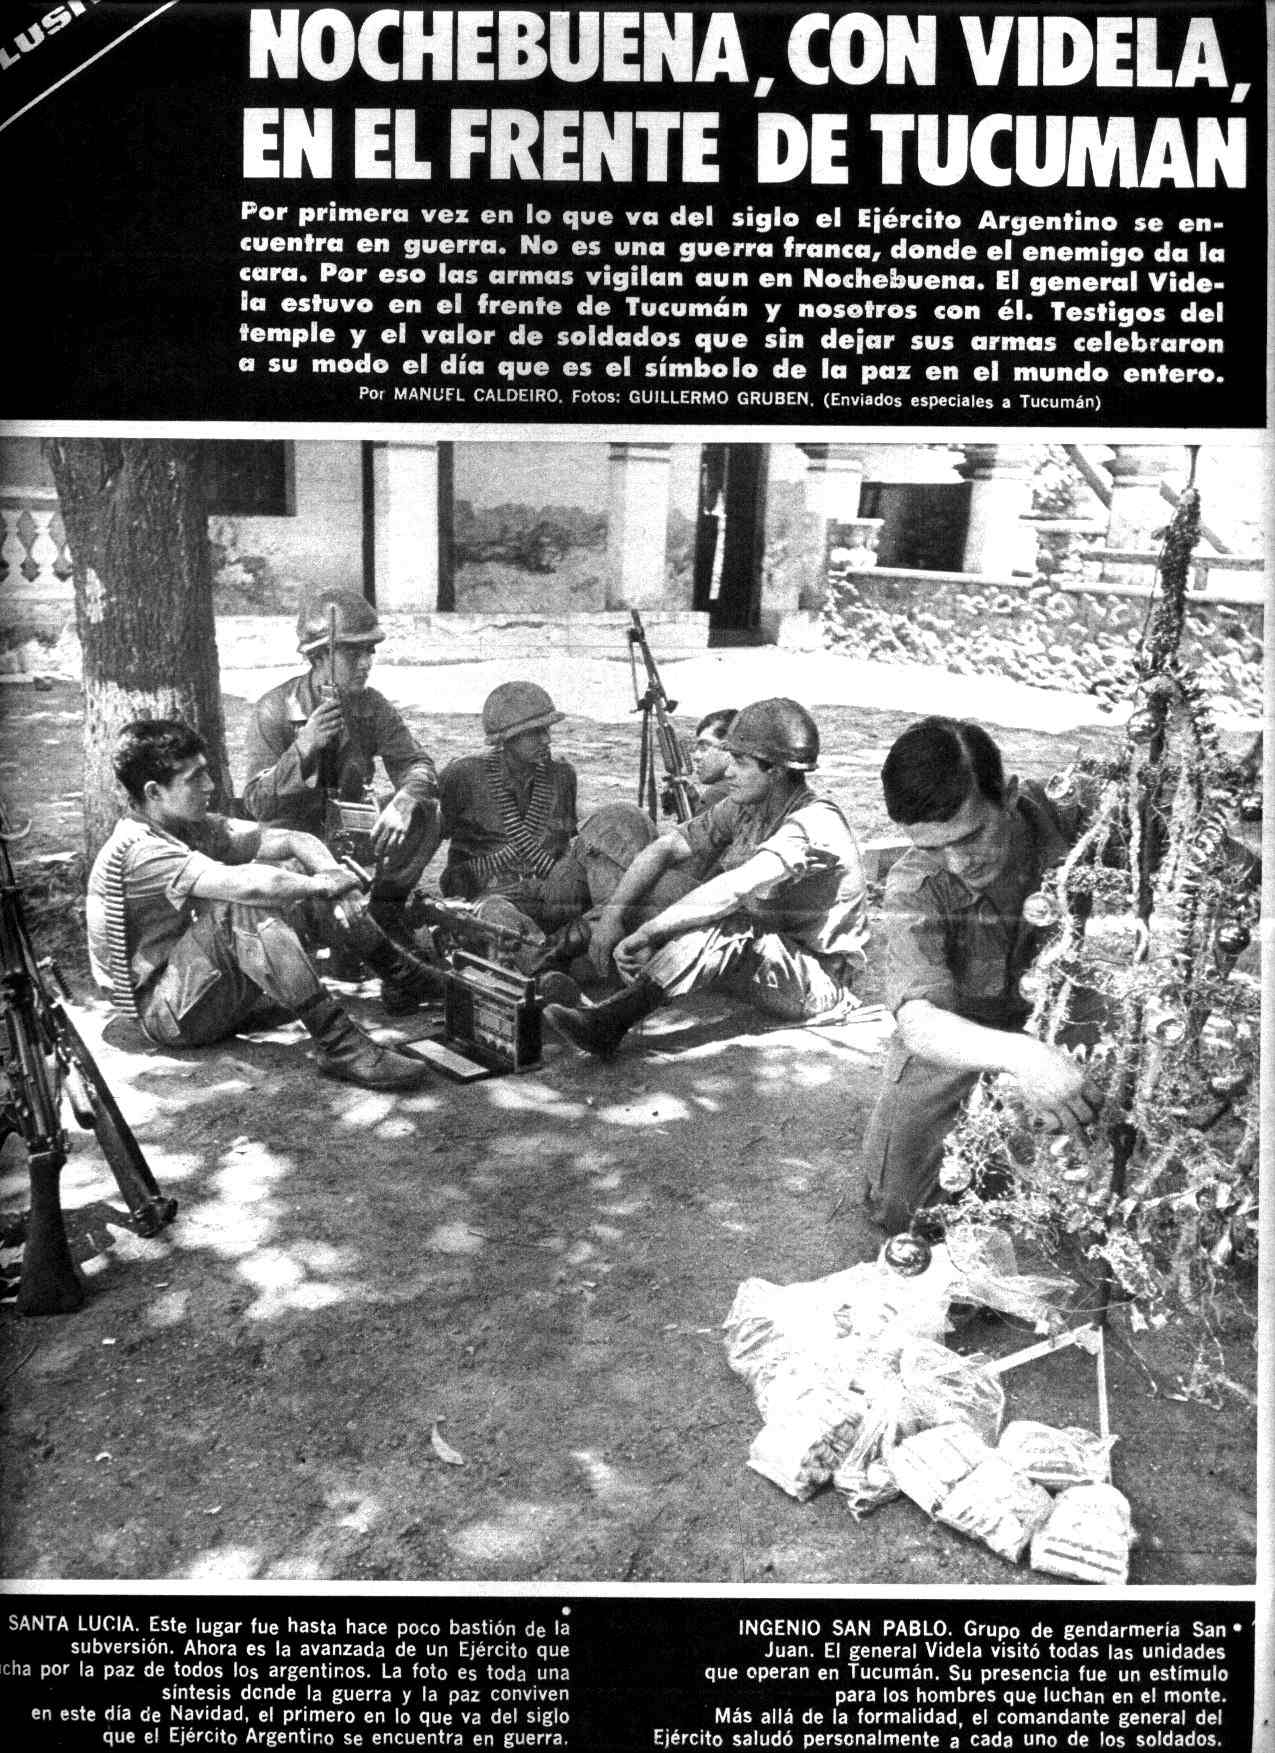 NOCHEBUENA, CON VIDELA,
EN EL FRENTE DE TUCUMAN
Por primera vez en lo que va del siglo el Ejército Argentino se en-
cuentra en guerra. No es una guerra franca, donde el enemigo da la
cara. Por eso las armas vigilan aun en Nochebuena. El general Vide-
la estuvo en el frente de Tucumán y nosotros con él. Testigos del
temple y el valor de soldados que sin dejar sus armas celebraron
a su modo el día que es el símbolo de la paz en el mundo entero.
Por MANUEL CALDEIRO. Fotos: GUILLERMO GRUBEN. (Enviados especiales a Tucumán)
SANTA LUCIA. Este lugar fue hasta hace poco bastión de la
subversión. Ahora es la avanzada de un Ejército que
cha por la paz de todos los argentinos. La foto es toda una
síntesis donde la guerra y la paz conviven
en este día de Navidad, el primero en lo que va del siglo
que el Ejército Argentino se encuentra en guerra.
INGENIO SAN PABLO. Grupo de gendarmería San
Juan. El general Videla visitó todas las unidades
que operan en Tucumán. Su presencia fue un estímulo
para los hombres que luchan en el monte.
Más allá de la formalidad, el comandante general del
Ejército saludó personalmente a cada uno de los soldados.